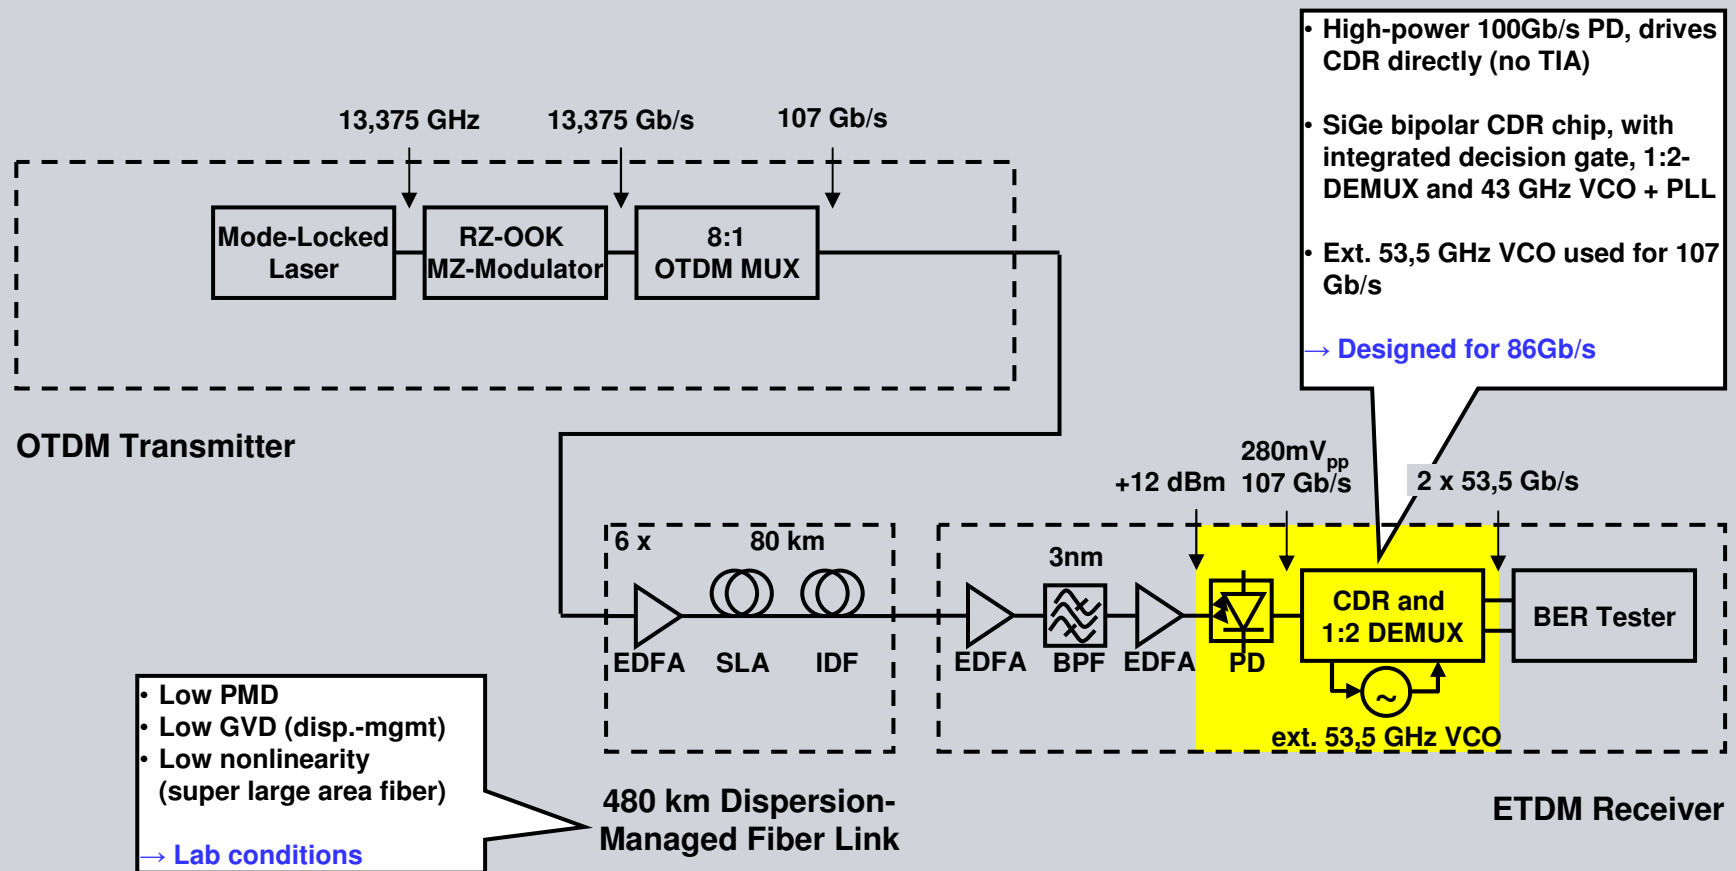 • High-power 100Gb/s PD, drives
CDR directly (no TIA)
• SiGe bipolar CDR chip, with
integrated decision gate, 1:2-
DEMUX and 43 GHz VCO + PLL
• Ext. 53,5 GHz VCO used for 107
Gb/s
→ Designed for 86Gb/s
13,375 GHz
13,375 Gb/s
107 Gb/s
Mode-Locked
Laser
RZ-OOK
MZ-Modulator
8:1
OTDM MUX
OTDM Transmitter
280mVpp
+12 dBm
107 Gb/s
2 x 53,5 Gb/s
6 x
80 km
3nm
CDR and
1:2 DEMUX
BER Tester
EDFA
SLA
IDF
EDFA
BPF
EDFA
PD
~
ext. 53,5 GHz VCO
• Low PMD
• Low GVD (disp.-mgmt)
• Low nonlinearity
(super large area fiber)
→ Lab conditions
480 km Dispersion-
Managed Fiber Link
ETDM Receiver